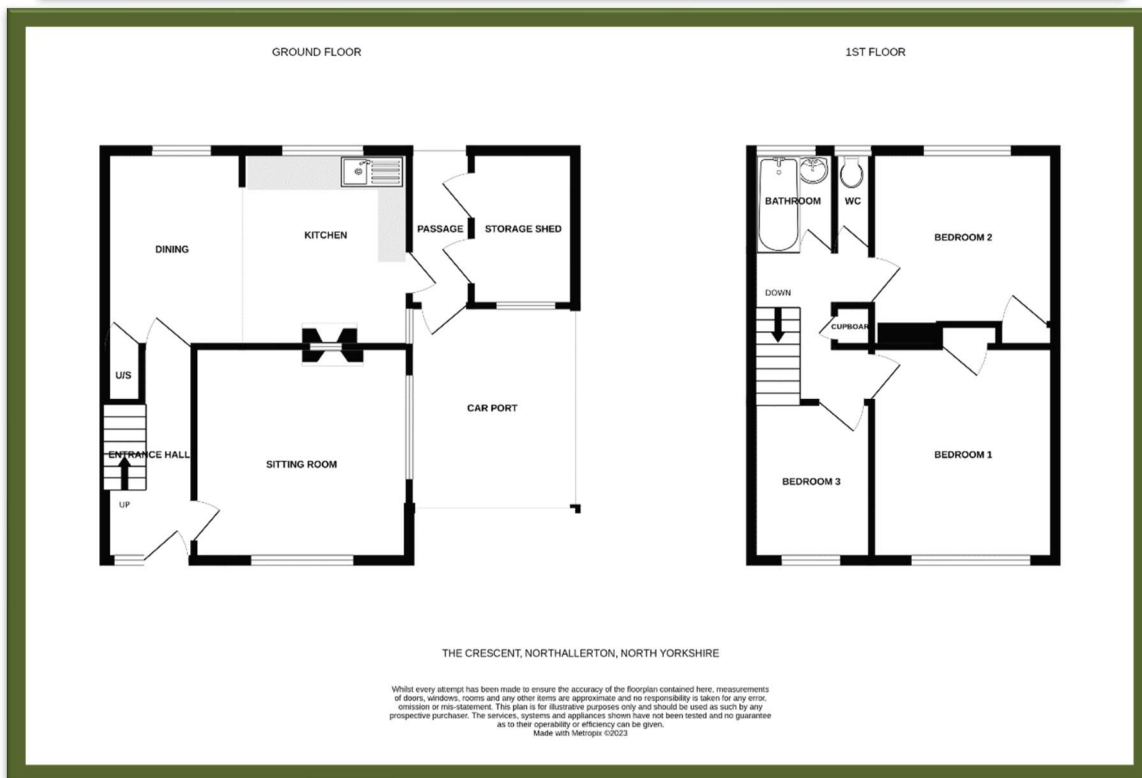 GROUND FLOOR
1ST FLOOR
DINING
KITCHEN
PASSAGE
STORAGE SHED
U/S
ENTRANCE HALL
SITTING ROOM
CAR PORT
UP
BATHROOM
WC
BEDROOM 2
DOWN
CUPBOAR
BEDROOM 1
BEDROOM 3
THE CRESCENT, NORTHALLERTON, NORTH YORKSHIRE
Whilst every attempt has been made to ensure the accuracy of the floorplan contained here, measurements
of doors, windows, rooms and any other items are approximate and no responsibility is taken for any error,
omission or mis-statement. This plan is for illustrative purposes only and should be used as such by any
prospective purchaser. The services, systems and appliances shown have not been tested and no guarantee
as to their operability or efficiency can be given.
Made with Metropix ©2023